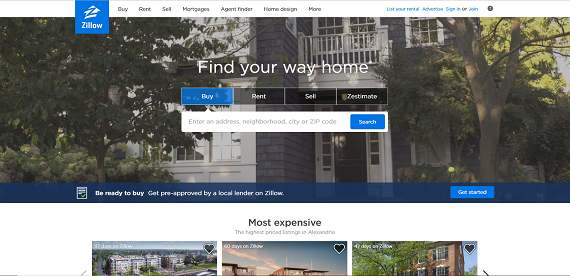 Zillow
Buy Rent Sell Mortgages Agent finder Home design More
List your rental Advertise Sign in or Join ?
Find your way home
Buy Rent Sell Zestimate
Enter an address, neighborhood, city or ZIP code Search
Be ready to buy Get pre-approved by a local lender on Zillow. Get started
Most expensive
The highest priced listings in Alexandria
days on Zillow 60 days on Zillow 47 days on Zillow